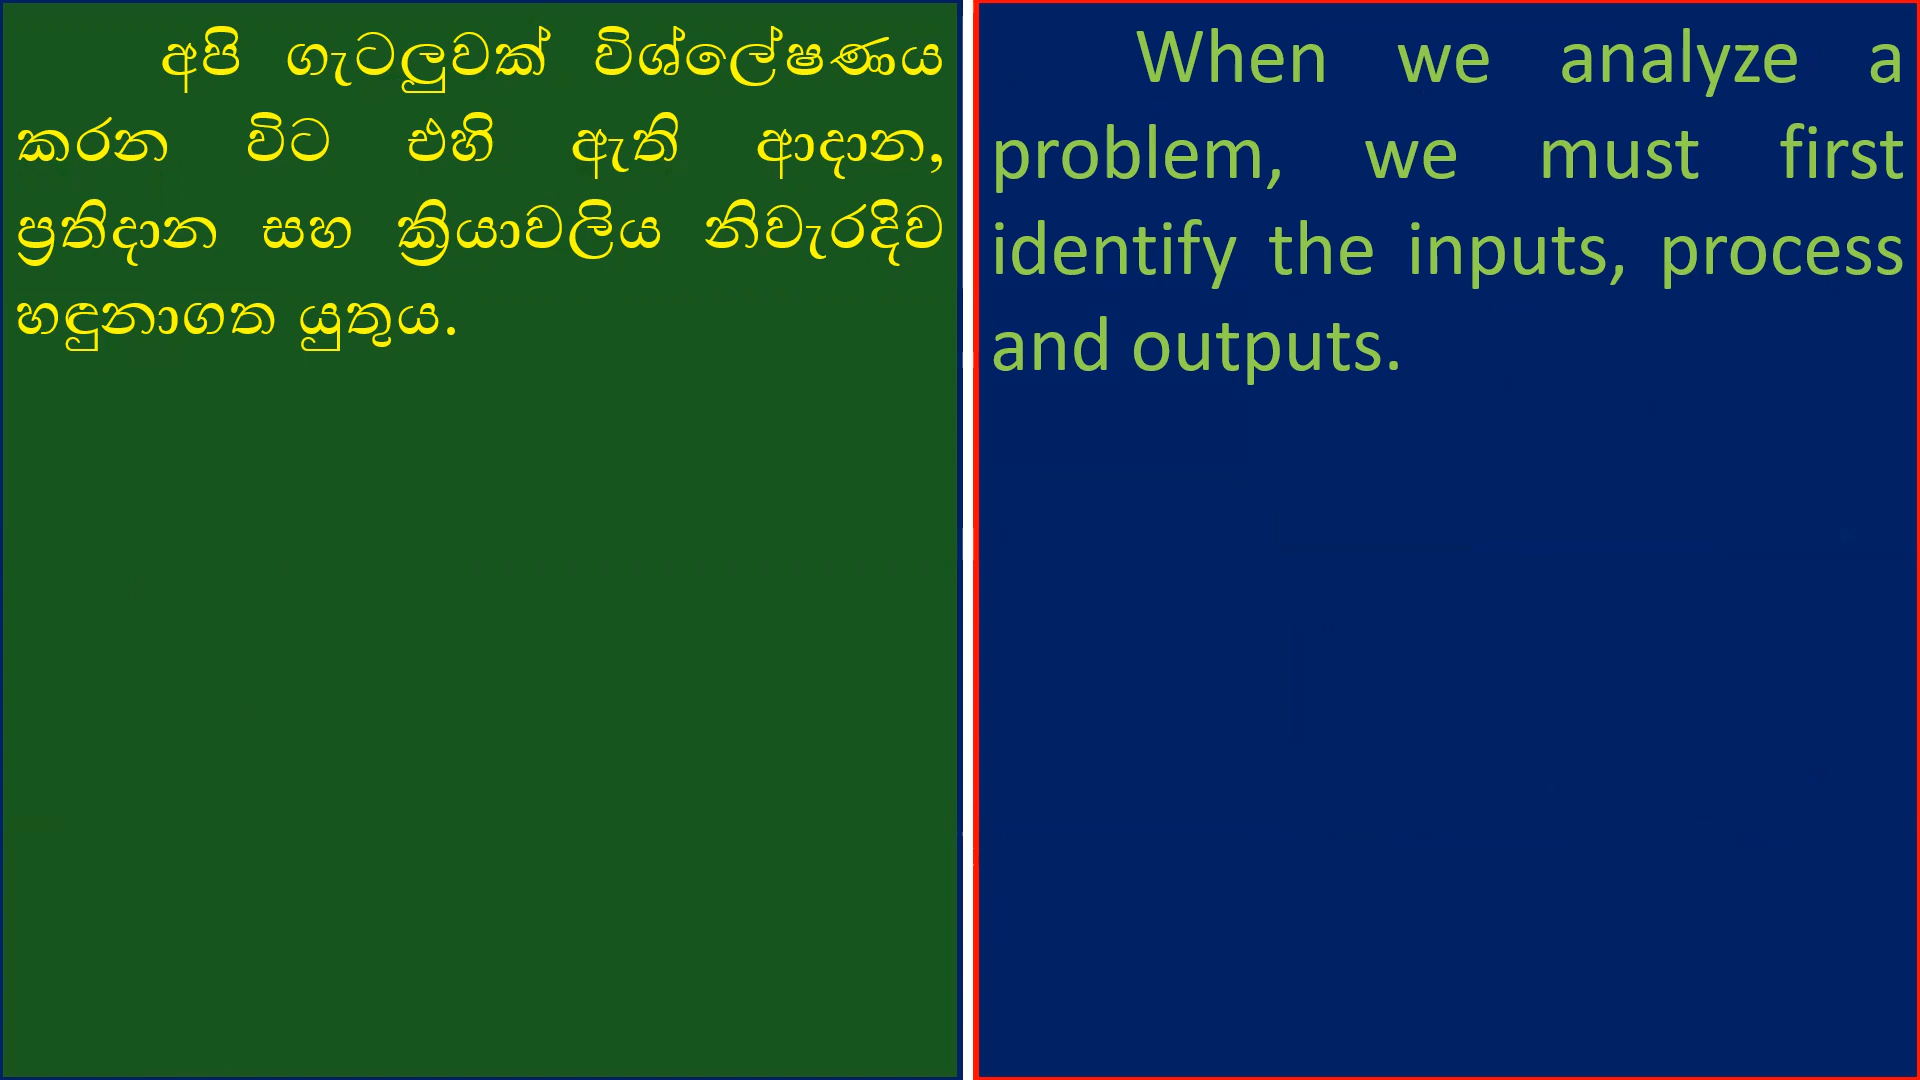 අපි ගැටලුවක් විශ්ලේෂණය
කරන විට එහි ඇති ආදාන,
ප්‍රතිදාන සහ ක්‍රියාවලිය නිවැරදිව
හඳුනාගත යුතුය.
When we analyze a
problem, we must first
identify the inputs, process
and outputs.